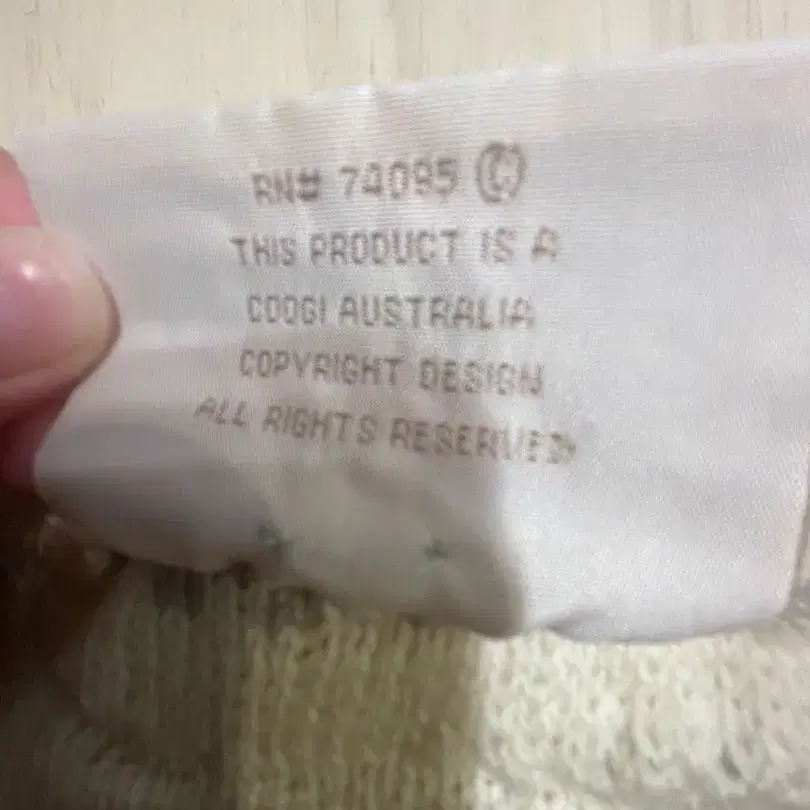 RN# 74095 ©
THIS PRODUCT IS A
COOGI AUSTRALIA
COPYRIGHT DESIGN
ALL RIGHTS RESERVED